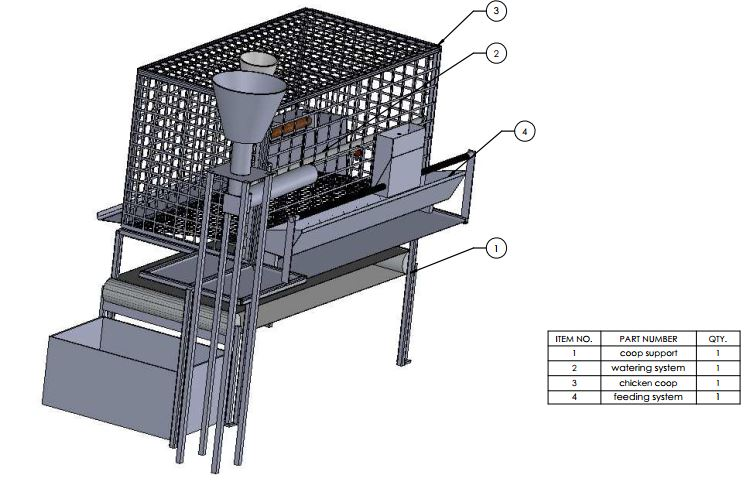 3
2
4
1
ITEM NO. PART NUMBER QTY.
1 coop support 1
2 watering system 1
3 chicken coop 1
4 feeding system 1